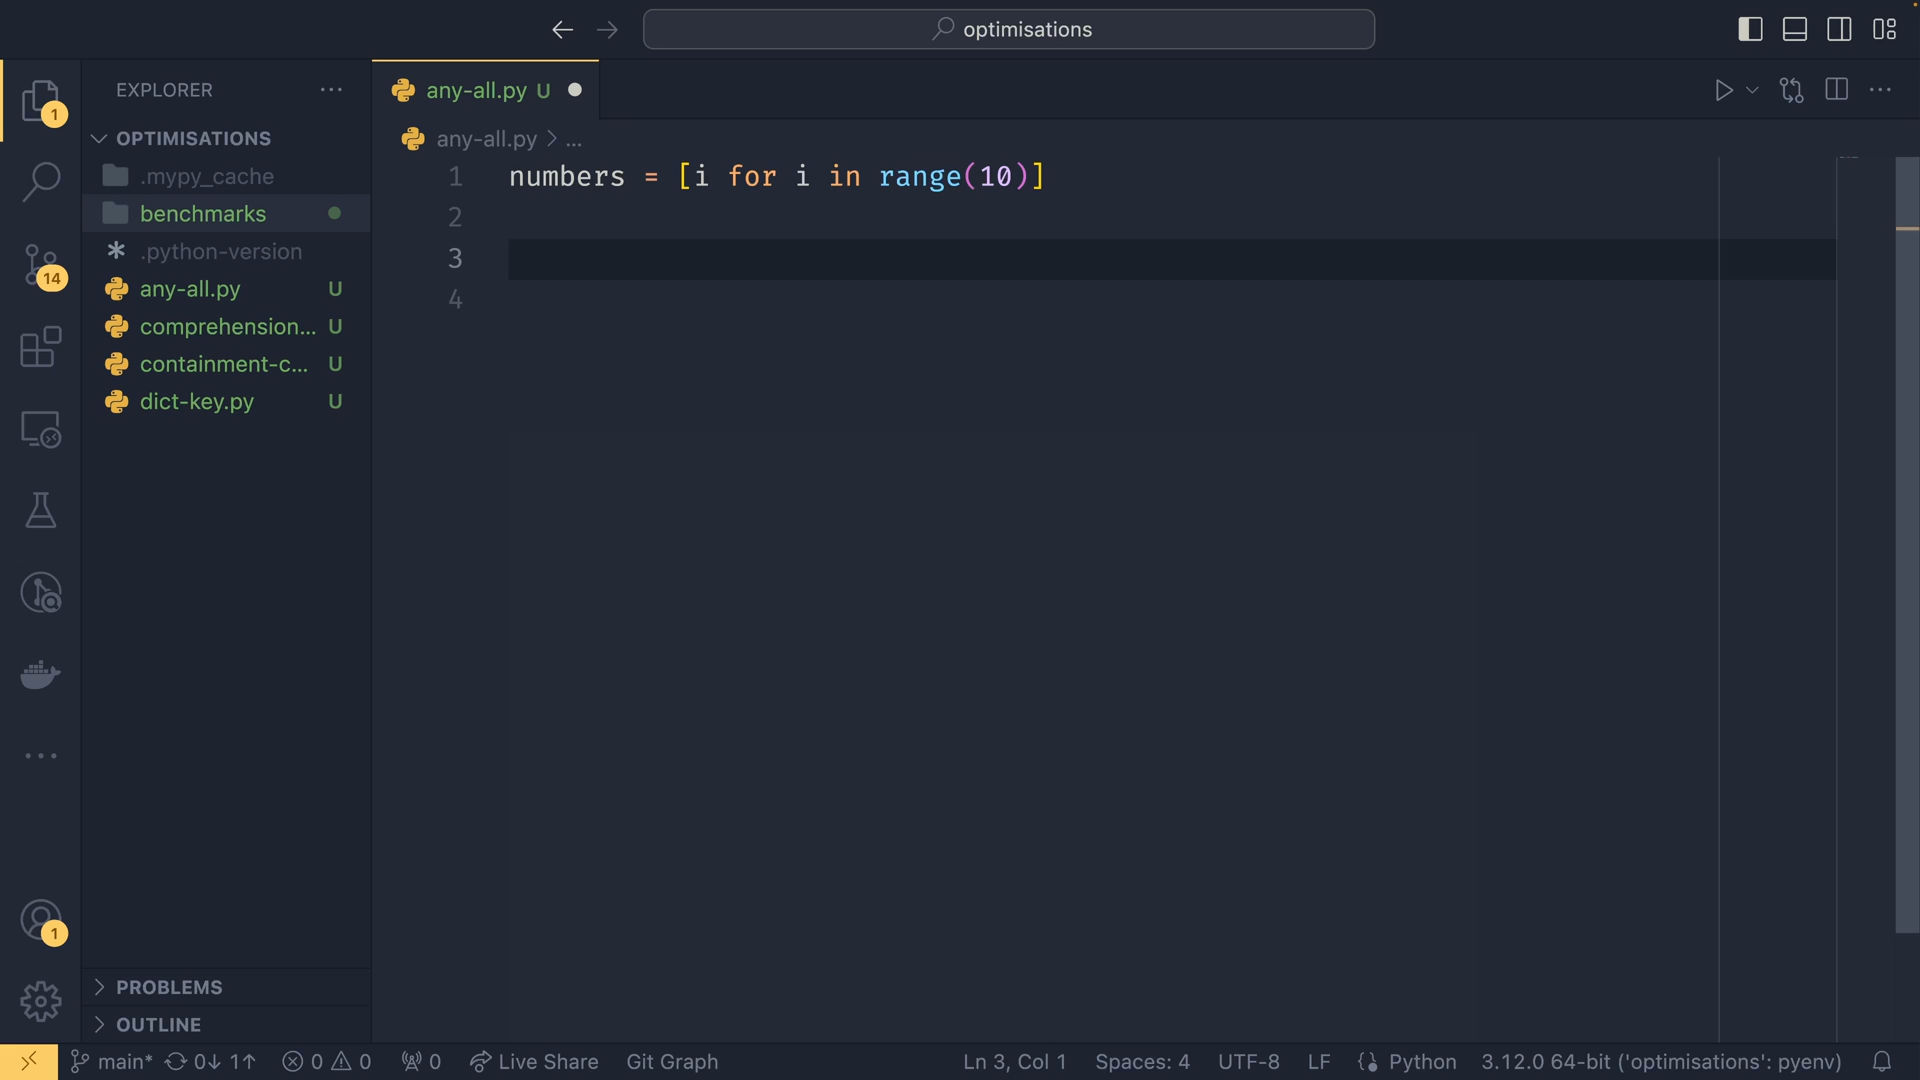 optimisations
1
EXPLORER ...
any-all.py U
OPTIMISATIONS
any-all.py > ...
.mypy_cache
1 numbers = [i for i in range(10)]
benchmarks
2
.python-version
3
14
any-all.py U
4
comprehension... U
containment-c... U
dict-key.py U
1
PROBLEMS
OUTLINE
main* 0↓ 1↑ 0 0 0 Live Share Git Graph Ln 3, Col 1 Spaces: 4 UTF-8 LF Python 3.12.0 64-bit ('optimisations': pyenv)